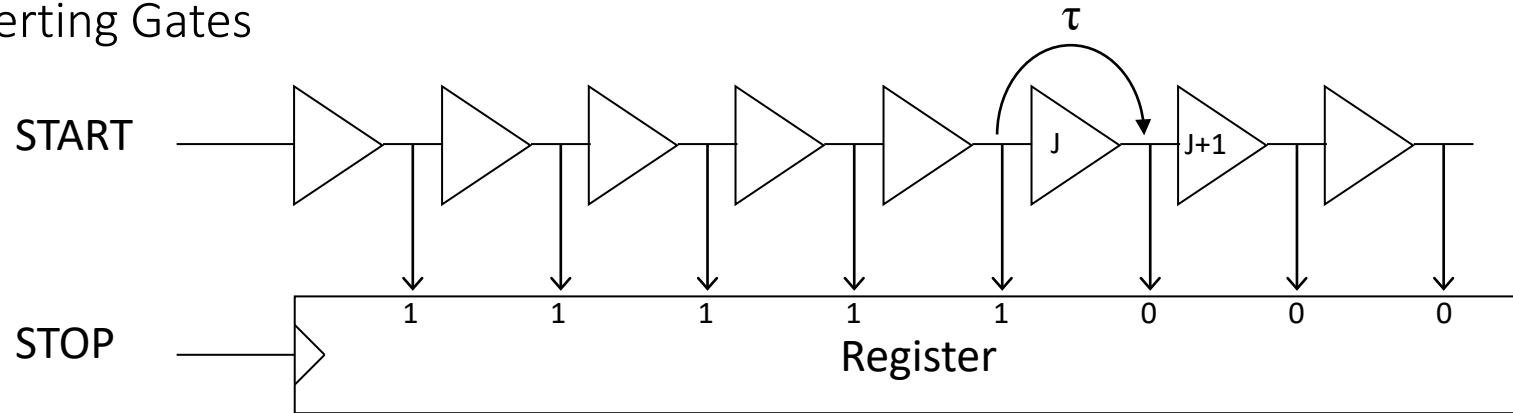 erting Gates
τ
START
J
J+1
1 1 1 1 1 0 0 0
STOP
Register